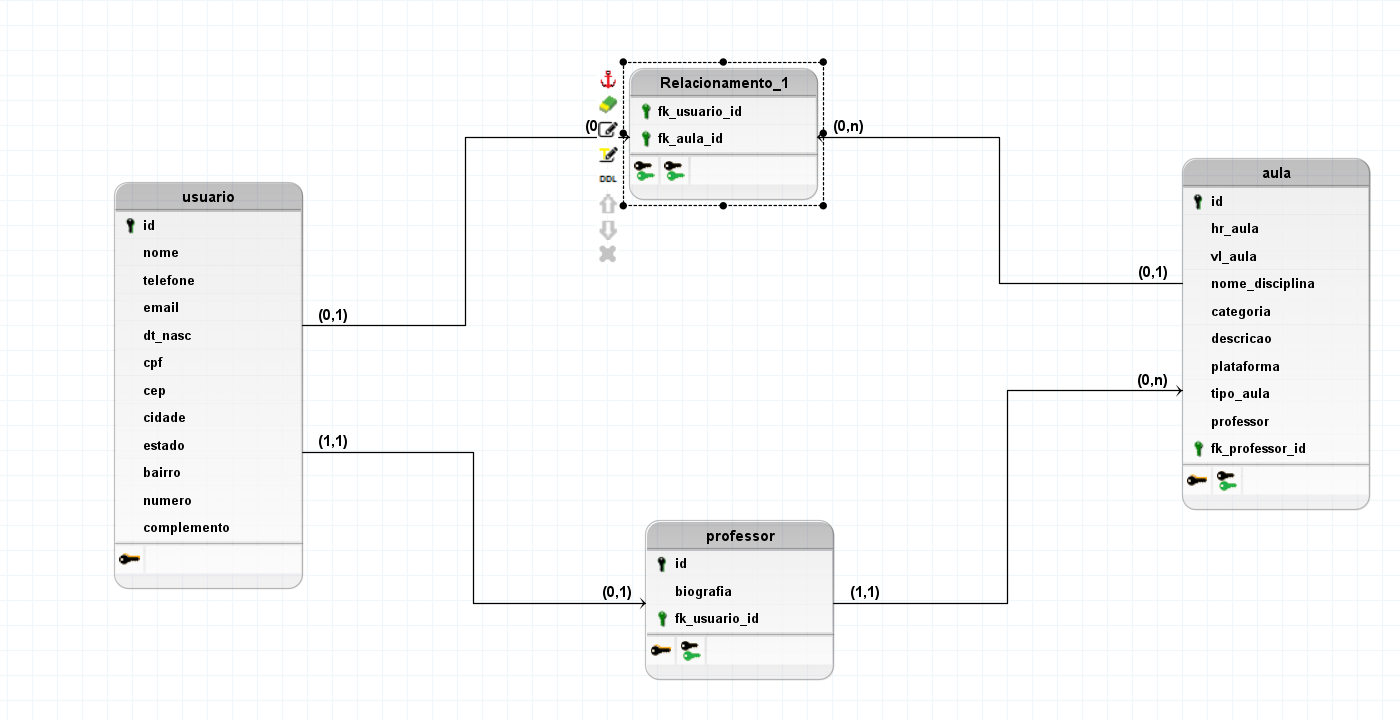 Relacionamento_1
fk_usuario_id
fk_aula_id
DDL
(0,n)
usuario
id
nome
telefone
email
dt_nasc
cpf
cep
cidade
estado
bairro
numero
complemento
(0,1)
(1,1)
aula
id
hr_aula
vl_aula
nome_disciplina
categoria
descricao
plataforma
tipo_aula
professor
fk_professor_id
(0,1)
(0,n)
professor
id
biografia
fk_usuario_id
(0,1)
(1,1)